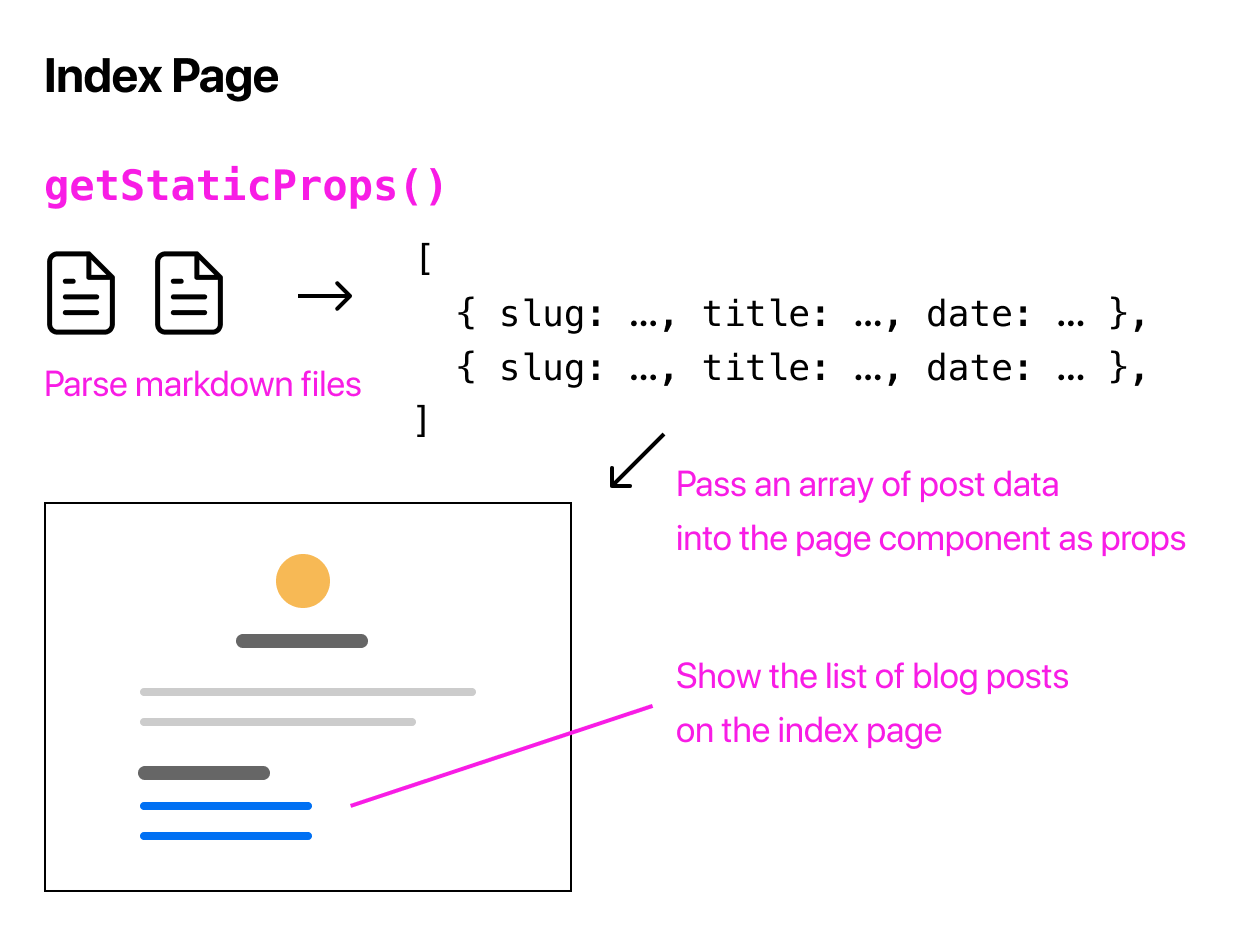 Index Page
getStaticProps()
[
{ slug: …, title: …, date: … },
{ slug: …, title: …, date: … },
]
Parse markdown files
Pass an array of post data
into the page component as props
Show the list of blog posts
on the index page